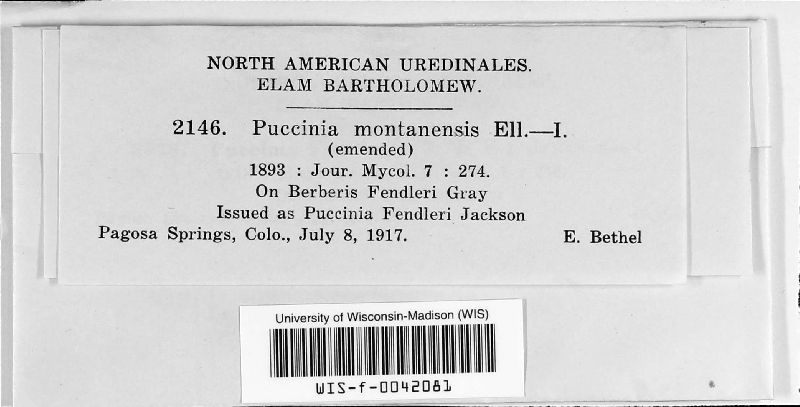 NORTH AMERICAN UREDINALES.
ELAM BARTHOLOMEW.
2146. Puccinia montanensis Ell.—I.
(emended)
1893 : Jour. Mycol. 7 : 274.
On Berberis Fendleri Gray
Issued as Puccinia Fendleri Jackson
Pagosa Springs, Colo., July 8, 1917. E. Bethel
University of Wisconsin-Madison (WIS)
WIS-f-0042081